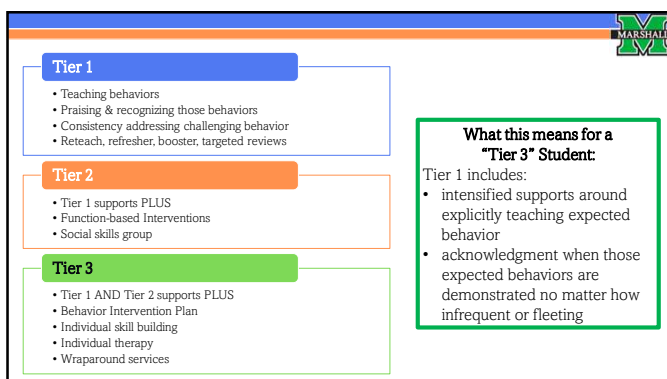 MARSHALL
Tier 1
• Teaching behaviors
• Praising & recognizing those behaviors
• Consistency addressing challenging behavior
• Reteach, refresher, booster, targeted reviews
Tier 2
• Tier 1 supports PLUS
• Function-based Interventions
• Social skills group
Tier 3
• Tier 1 AND Tier 2 supports PLUS
• Behavior Intervention Plan
• Individual skill building
• Individual therapy
• Wraparound services
What this means for a
“Tier 3” Student:
Tier 1 includes:
• intensified supports around
explicitly teaching expected
behavior
• acknowledgment when those
expected behaviors are
demonstrated no matter how
infrequent or fleeting